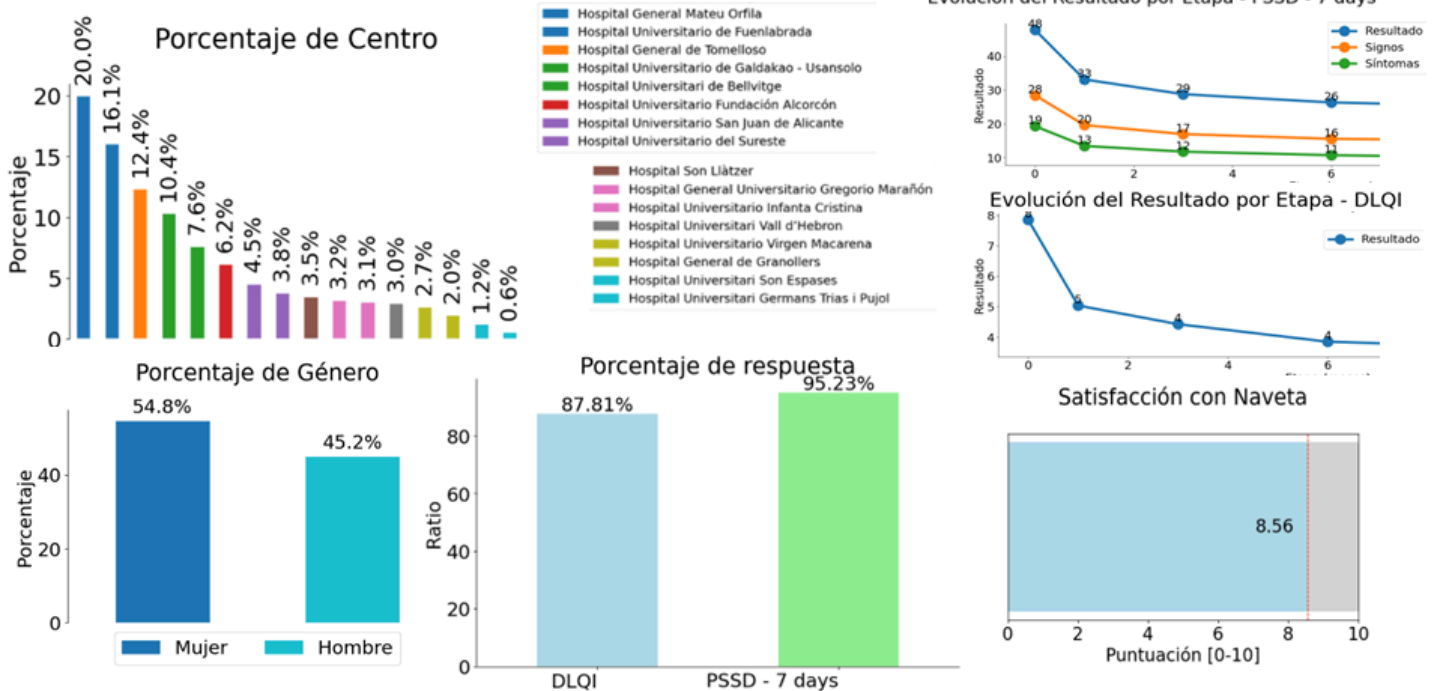 Porcentaje de Centro
Porcentaje
20
15
10
5
0
20.0%
16.1%
12.4%
10.4%
7.6%
6.2%
4.5%
3.8%
3.5%
3.2%
3.1%
3.0%
2.7%
2.0%
1.2%
0.6%
Hospital General Mateu Orfila
Hospital Universitario de Fuenlabrada
Hospital General de Tomelloso
Hospital Universitario de Galdakao - Usansolo
Hospital Universitari de Bellvitge
Hospital Universitario Fundación Alcorcón
Hospital Universitario San Juan de Alicante
Hospital Universitario del Sureste
Hospital Son Llàtzer
Hospital General Universitario Gregorio Marañón
Hospital Universitario Infanta Cristina
Hospital Universitari Vall d'Hebron
Hospital Universitario Virgen Macarena
Hospital General de Granollers
Hospital Universitari Son Espases
Hospital Universitari Germans Trias i Pujol
Evolución del Resultado por Etapa - PSSD - 7 days
Resultado
50
40
30
20
10
48
33
29
26
28
20
17
16
19
13
12
11
0
2
4
6
Resultado
Signos
Síntomas
Evolución del Resultado por Etapa - DLQI
Resultado
8
7
6
5
4
8
5
4
4
0
2
4
6
Resultado
Porcentaje de Género
Porcentaje
40
20
0
54.8%
45.2%
Mujer
Hombre
Porcentaje de respuesta
Ratio
80
60
40
20
0
87.81%
95.23%
DLQI
PSSD - 7 days
Satisfacción con Naveta
8.56
0
2
4
6
8
10
Puntuación [0-10]